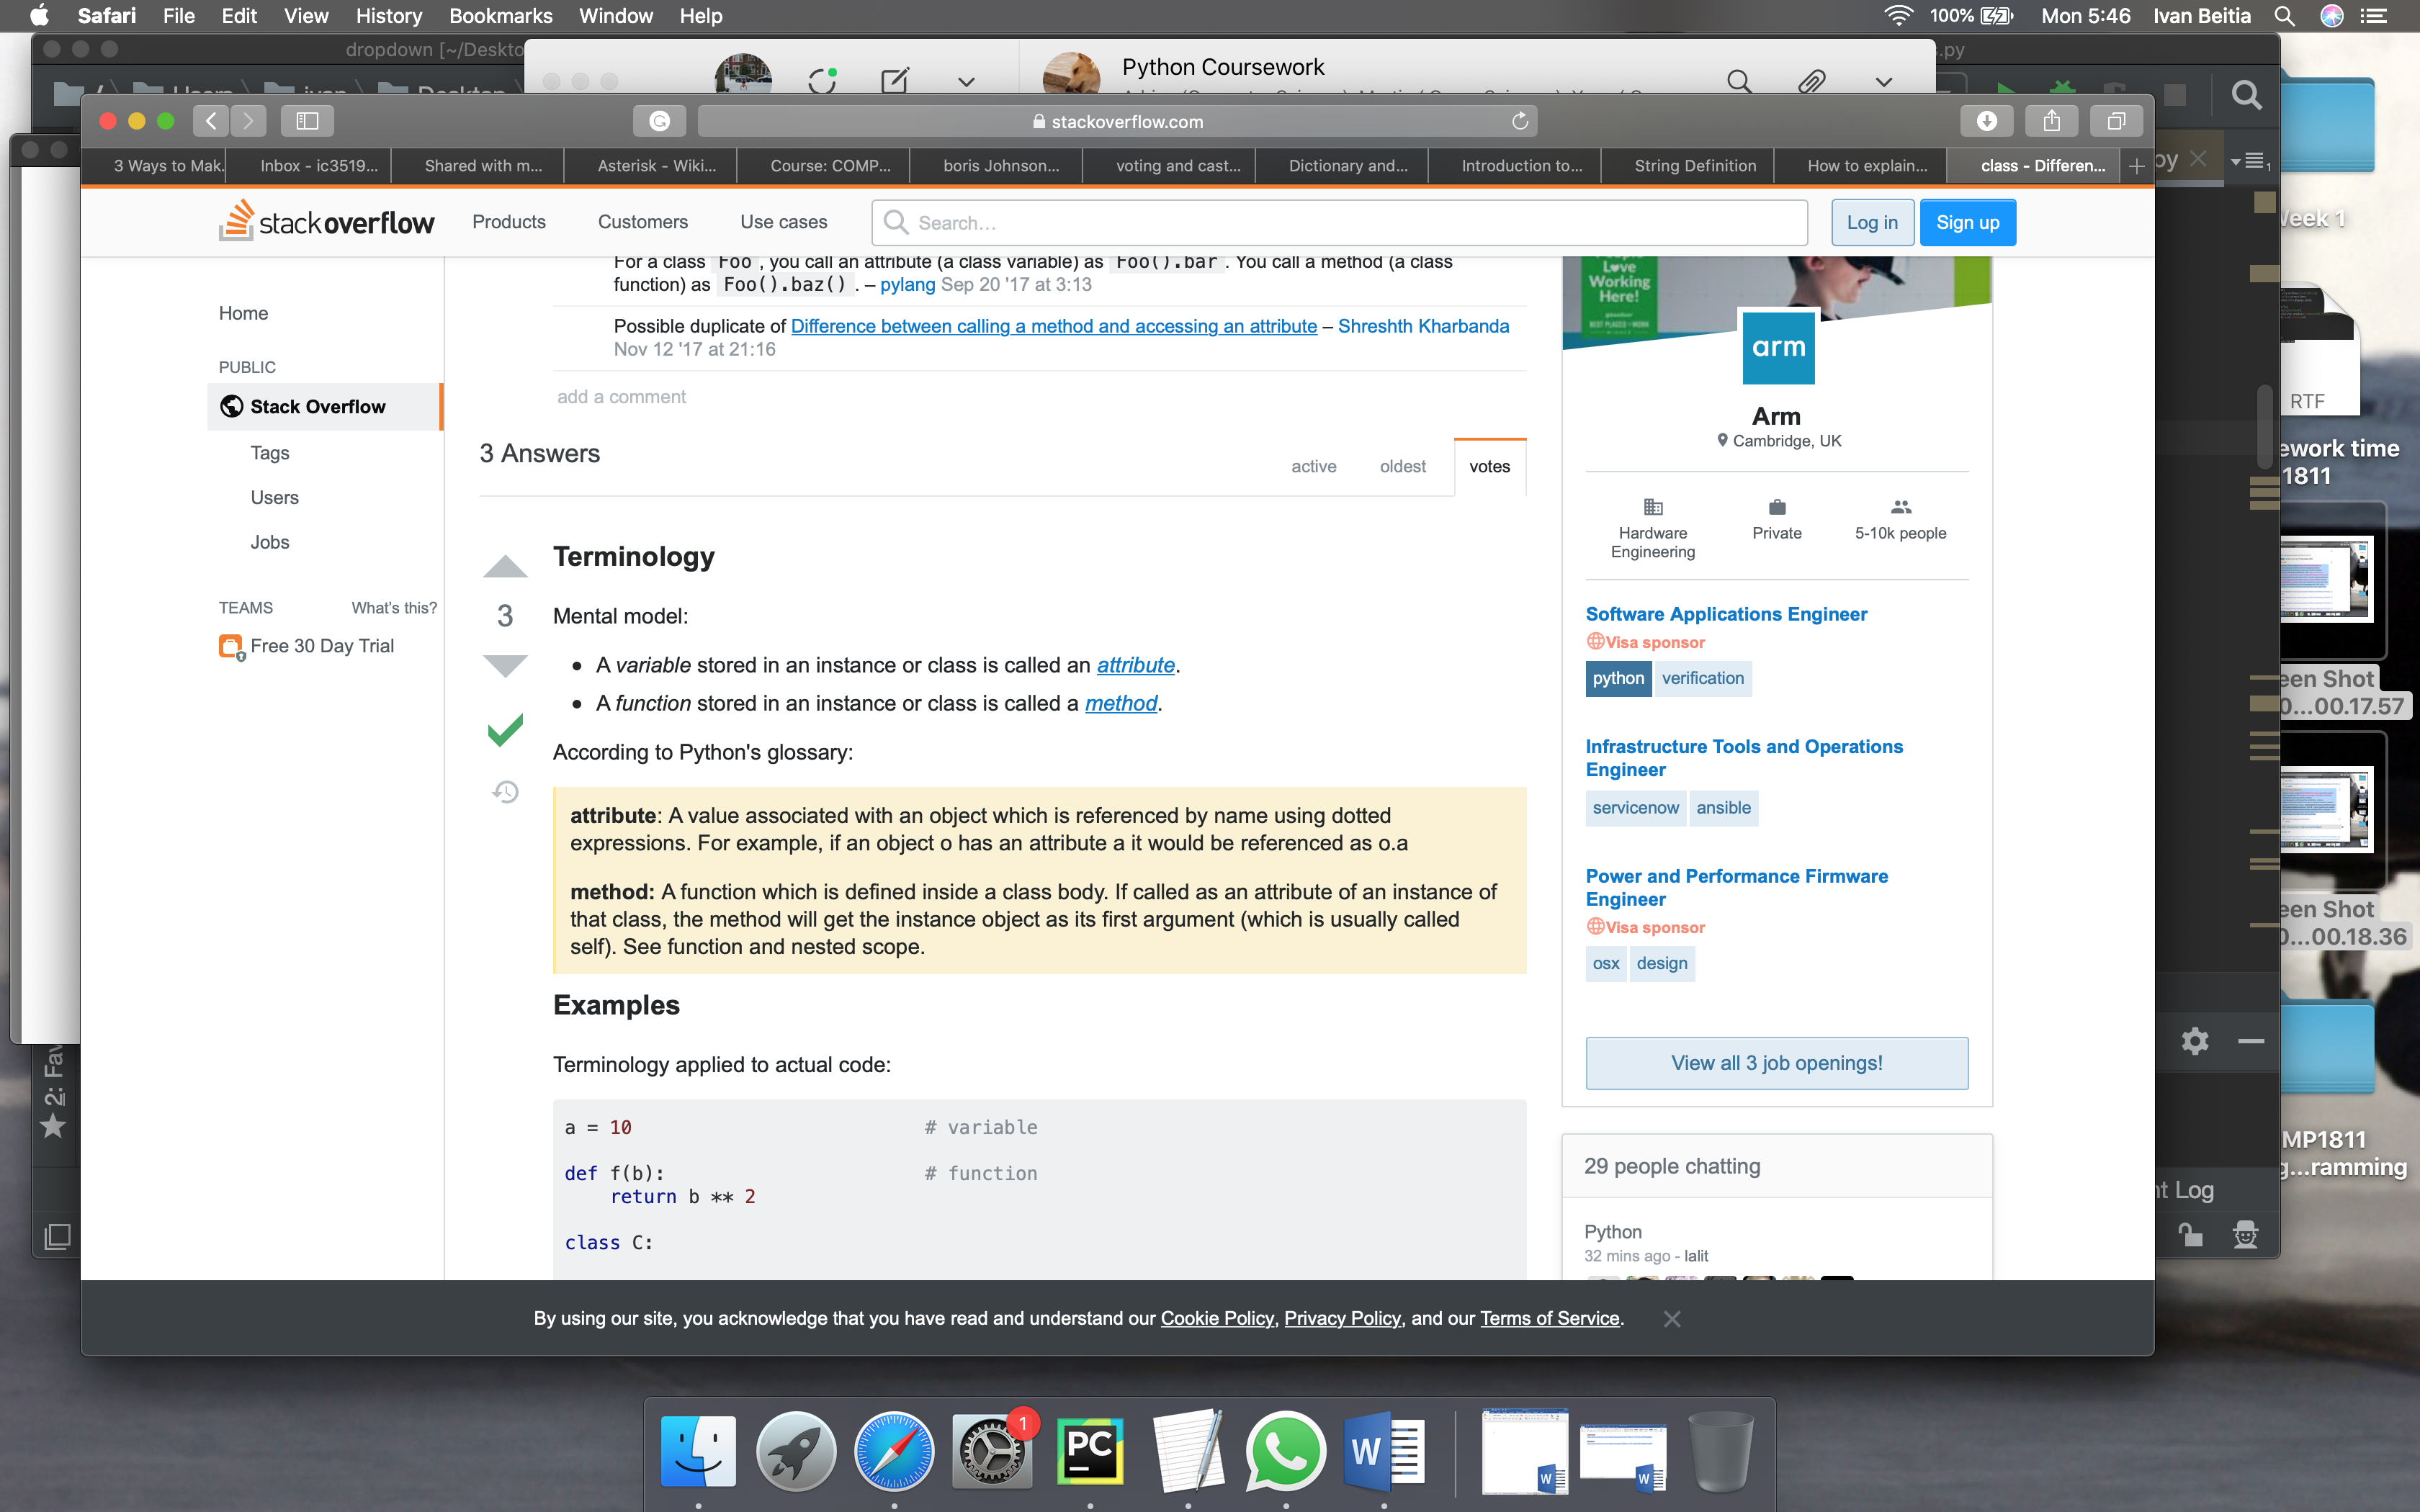 Safari File Edit View History Bookmarks Window Help 100% Mon 5:46 Ivan Beitia
dropdown [~/Deskto
Python Coursework
.py
Users ivan Desktop
stackoverflow.com
3 Ways to Mak. Inbox - ic3519... Shared with m... Asterisk - Wiki... Course: COMP... boris Johnson... voting and cast... Dictionary and... Introduction to... String Definition How to explain... class - Differen...
stackoverflow Products Customers Use cases Search... Log in Sign up
For a class Foo , you call an attribute (a class variable) as Foo().bar . You call a method (a class
function) as Foo().baz() . – pylang Sep 20 '17 at 3:13
Possible duplicate of Difference between calling a method and accessing an attribute – Shreshth Kharbanda
Nov 12 '17 at 21:16
add a comment
Home
PUBLIC
Stack Overflow
Tags
Users
Jobs
TEAMS What's this?
Free 30 Day Trial
3 Answers
active oldest votes
Terminology
3
Mental model:
• A variable stored in an instance or class is called an attribute.
• A function stored in an instance or class is called a method.
According to Python's glossary:
attribute: A value associated with an object which is referenced by name using dotted
expressions. For example, if an object o has an attribute a it would be referenced as o.a
method: A function which is defined inside a class body. If called as an attribute of an instance of
that class, the method will get the instance object as its first argument (which is usually called
self). See function and nested scope.
Examples
Terminology applied to actual code:
a = 10 # variable
def f(b): # function
return b ** 2
class C:
Love
Working
Here!
arm
Arm
Cambridge, UK
Hardware
Engineering
Private
5-10k people
Software Applications Engineer
Visa sponsor
python verification
Infrastructure Tools and Operations
Engineer
servicenow ansible
Power and Performance Firmware
Engineer
Visa sponsor
osx design
View all 3 job openings!
29 people chatting
Python
32 mins ago - lalit
By using our site, you acknowledge that you have read and understand our Cookie Policy, Privacy Policy, and our Terms of Service.
2: Fav
eek 1
RTF
ework time
1811
een Shot
0...00.17.57
een Shot
0...00.18.36
MP1811
g...ramming
nt Log
1
PC
W
W
W